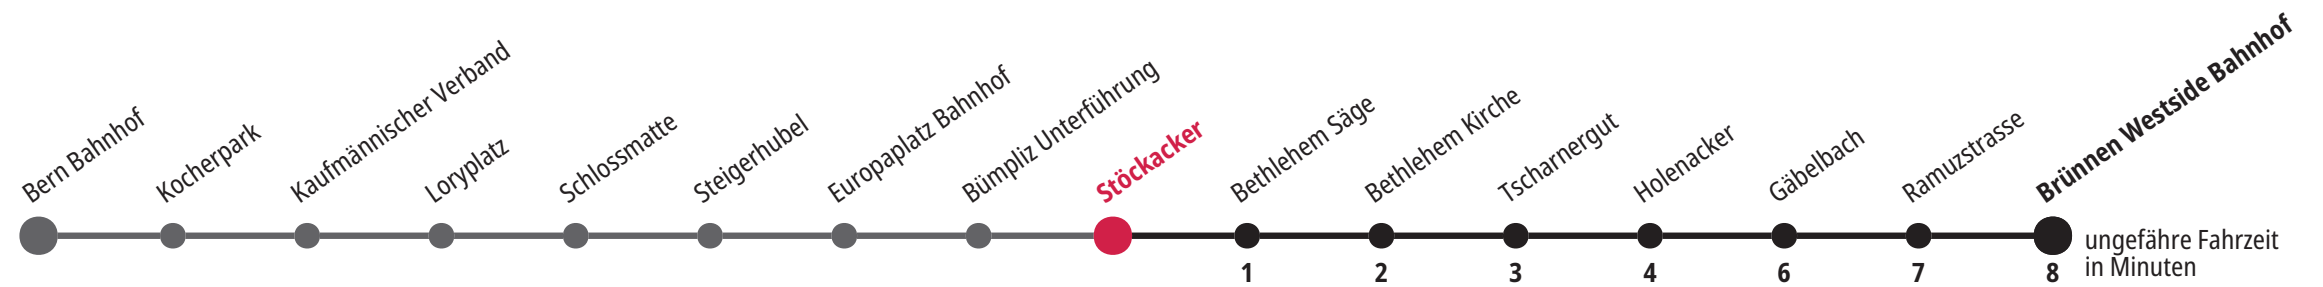 Bern Bahnhof
Kocherpark
Kaufmännischer Verband
Loryplatz
Schlossmatte
Steigerhubel
Europaplatz Bahnhof
Bümpliz Unterführung
Stöckacker
Bethlehem Säge
Bethlehem Kirche
Tscharnergut
Holenacker
Gäbelbach
Ramuzstrasse
Brünnen Westside Bahnhof
1 2 3 4 6 7 8
ungefähre Fahrzeit
in Minuten